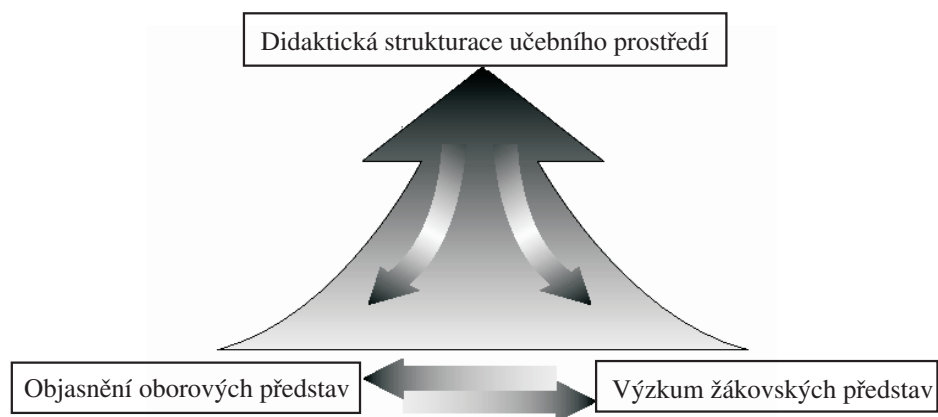 Didaktická strukturace učebního prostředí
Objasnění oborových představ
Výzkum žákovských představ